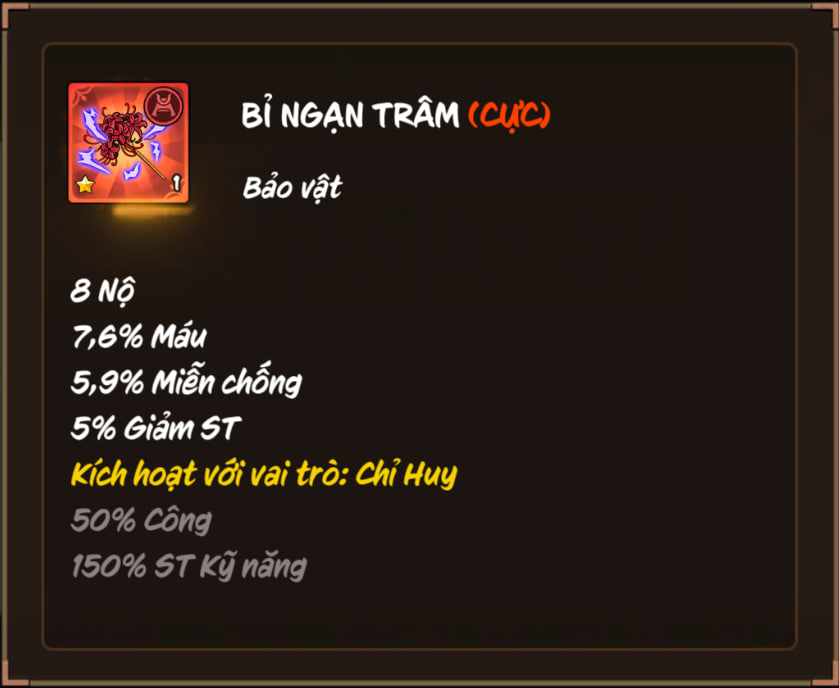 BỈ NGẠN TRÂM (CỰC)
1
Bảo vật
8 Nộ
7,6% Máu
5,9% Miễn chống
5% Giảm ST
Kích hoạt với vai trò: Chỉ Huy
50% Công
150% ST Kỹ năng